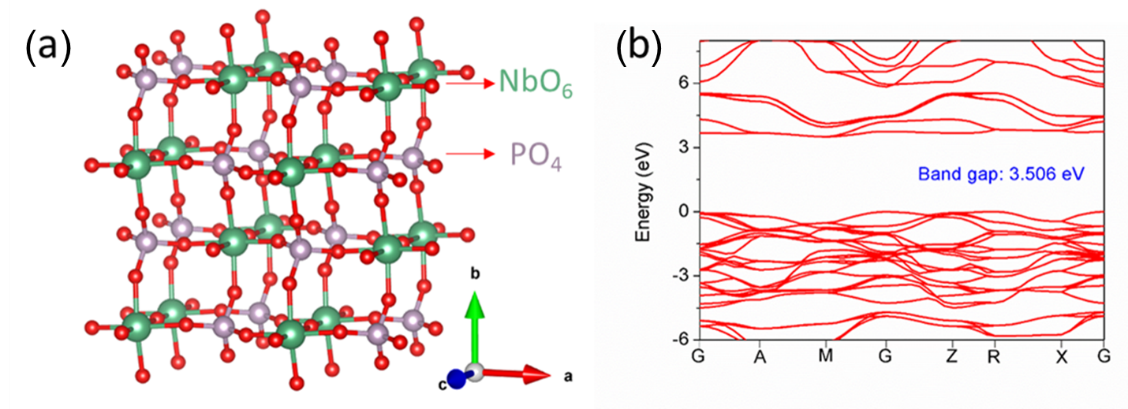 (a)
NbO₆
PO₄
b
a
c
(b)
Energy (eV)
6
3
0
-3
-6
Band gap: 3.506 eV
G A M G Z R X G